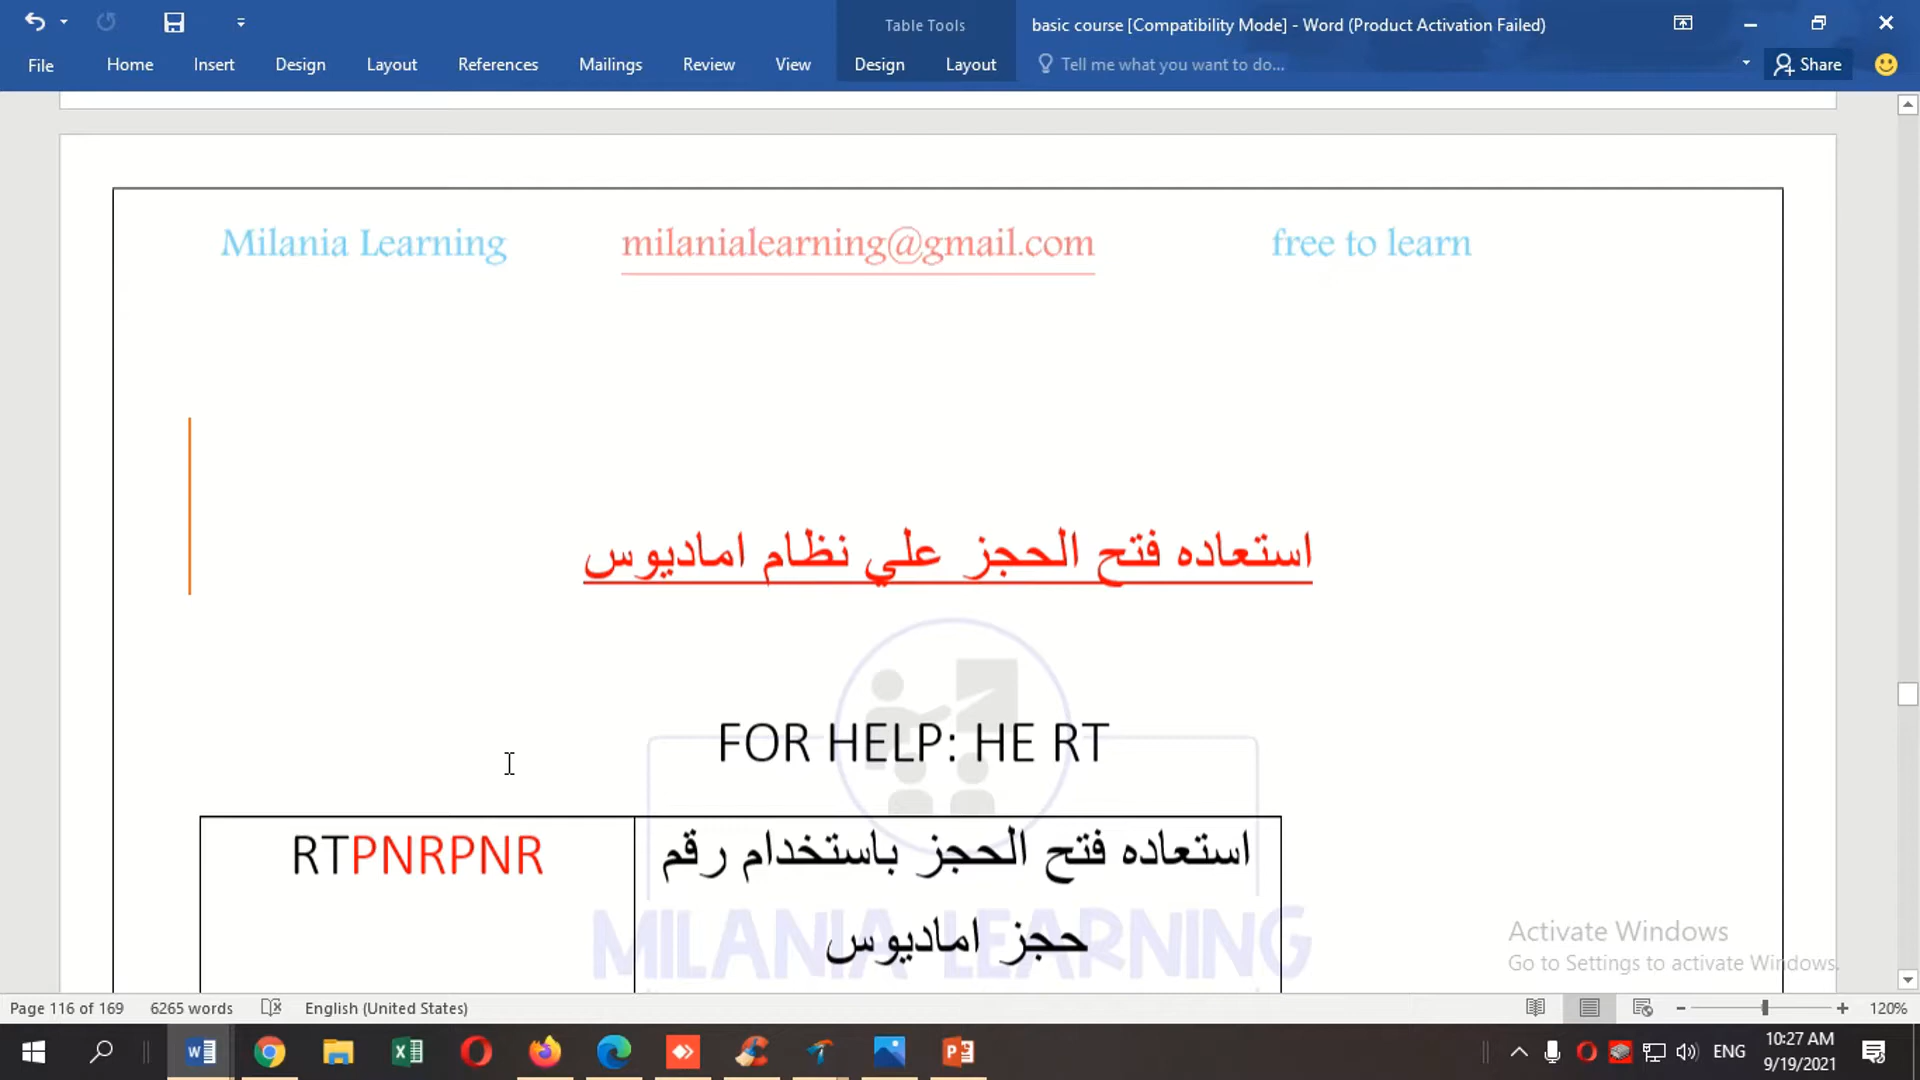 Table Tools
basic course [Compatibility Mode] - Word (Product Activation Failed)
File Home Insert Design Layout References Mailings Review View Design Layout Tell me what you want to do... Share
Milania Learning milanialearning@gmail.com free to learn
استعاده فتح الحجز علي نظام اماديوس
FOR HELP: HE RT
RTPNRPNR
استعاده فتح الحجز باستخدام رقم
حجز اماديوس
MILANIA LEARNING
Activate Windows
Go to Settings to activate Windows.
Page 116 of 169 6265 words English (United States) 120%
ENG
10:27 AM
9/19/2021